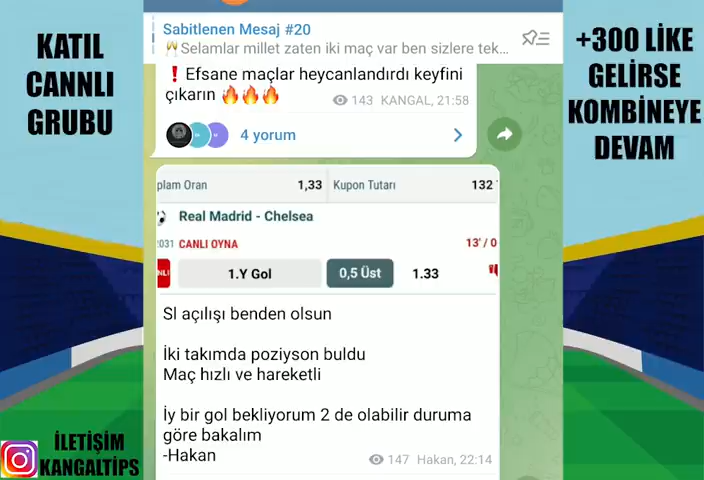 KATIL
CANNLI
GRUBU
Sabitlenen Mesaj #20
🥂Selamlar millet zaten iki maç var ben sizlere tek...
❗Efsane maçlar heycanlandırdı keyfini
çıkarın 🔥🔥🔥
143 KANGAL, 21:58
4 yorum
plam Oran 1,33 Kupon Tutarı 132
Real Madrid - Chelsea
2031 CANLI OYNA 13' / 0
NLI 1.Y Gol 0,5 Üst 1.33
Sl açılışı benden olsun
İki takımda poziyson buldu
Maç hızlı ve hareketli
İy bir gol bekliyorum 2 de olabilir duruma
göre bakalım
-Hakan
147 Hakan, 22:14
+300 LİKE
GELİRSE
KOMBİNEYE
DEVAM
İLETİŞİM
KANGALTİPS